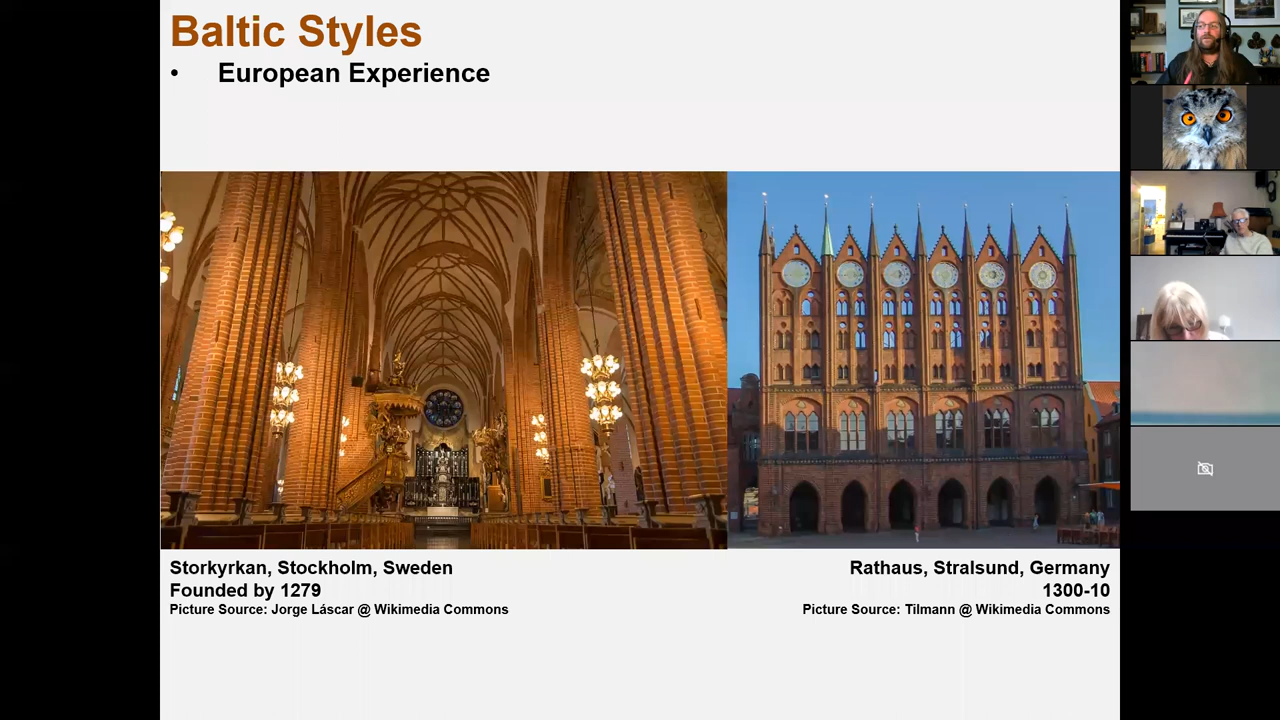 Baltic Styles
• European Experience
Storkyrkan, Stockholm, Sweden
Founded by 1279
Picture Source: Jorge Láscar @ Wikimedia Commons
Rathaus, Stralsund, Germany
1300-10
Picture Source: Tilmann @ Wikimedia Commons